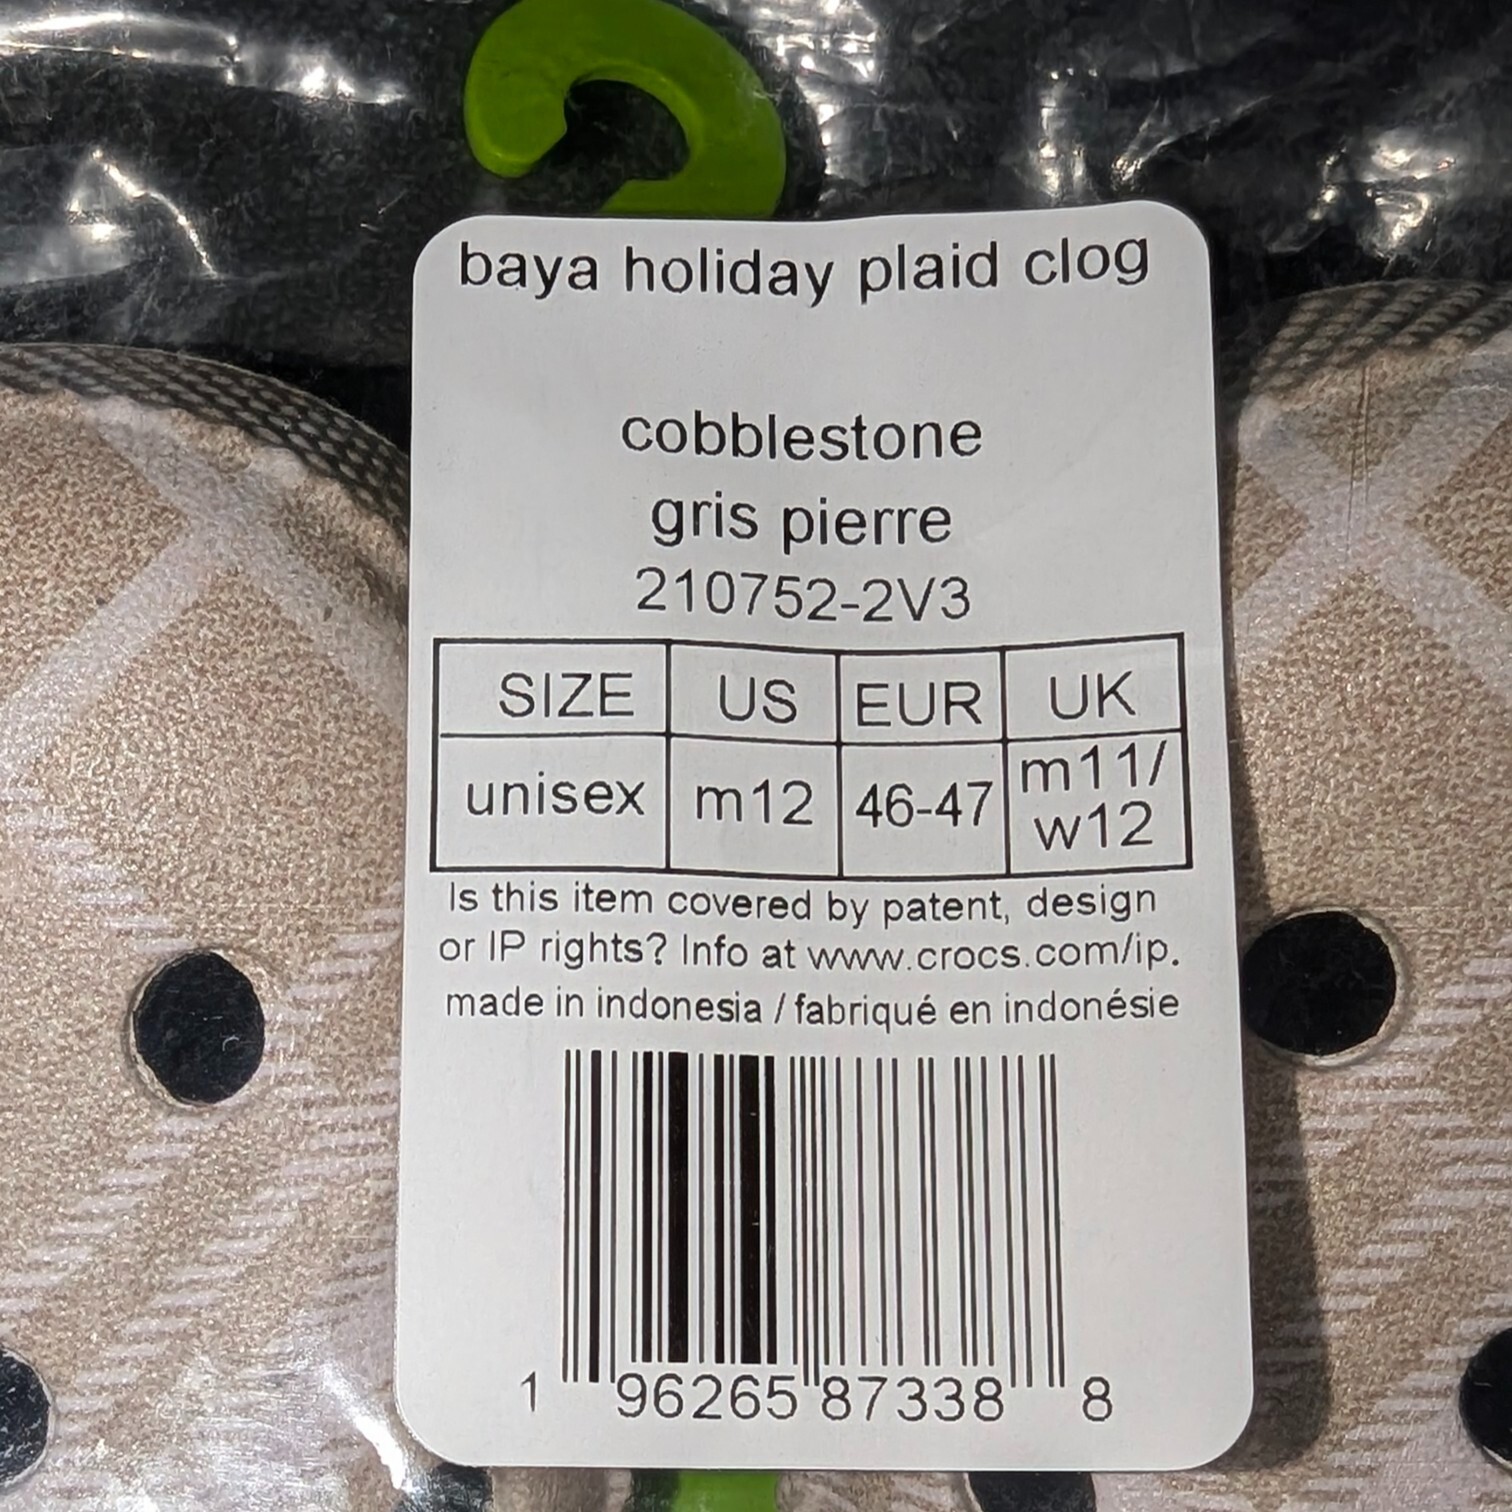 baya holiday plaid clog
cobblestone
gris pierre
210752-2V3
SIZE US EUR UK
unisex m12 46-47 m11/
w12
Is this item covered by patent, design
or IP rights? Info at www.crocs.com/ip.
made in indonesia / fabriqué en indonésie
1 96265 87338 8